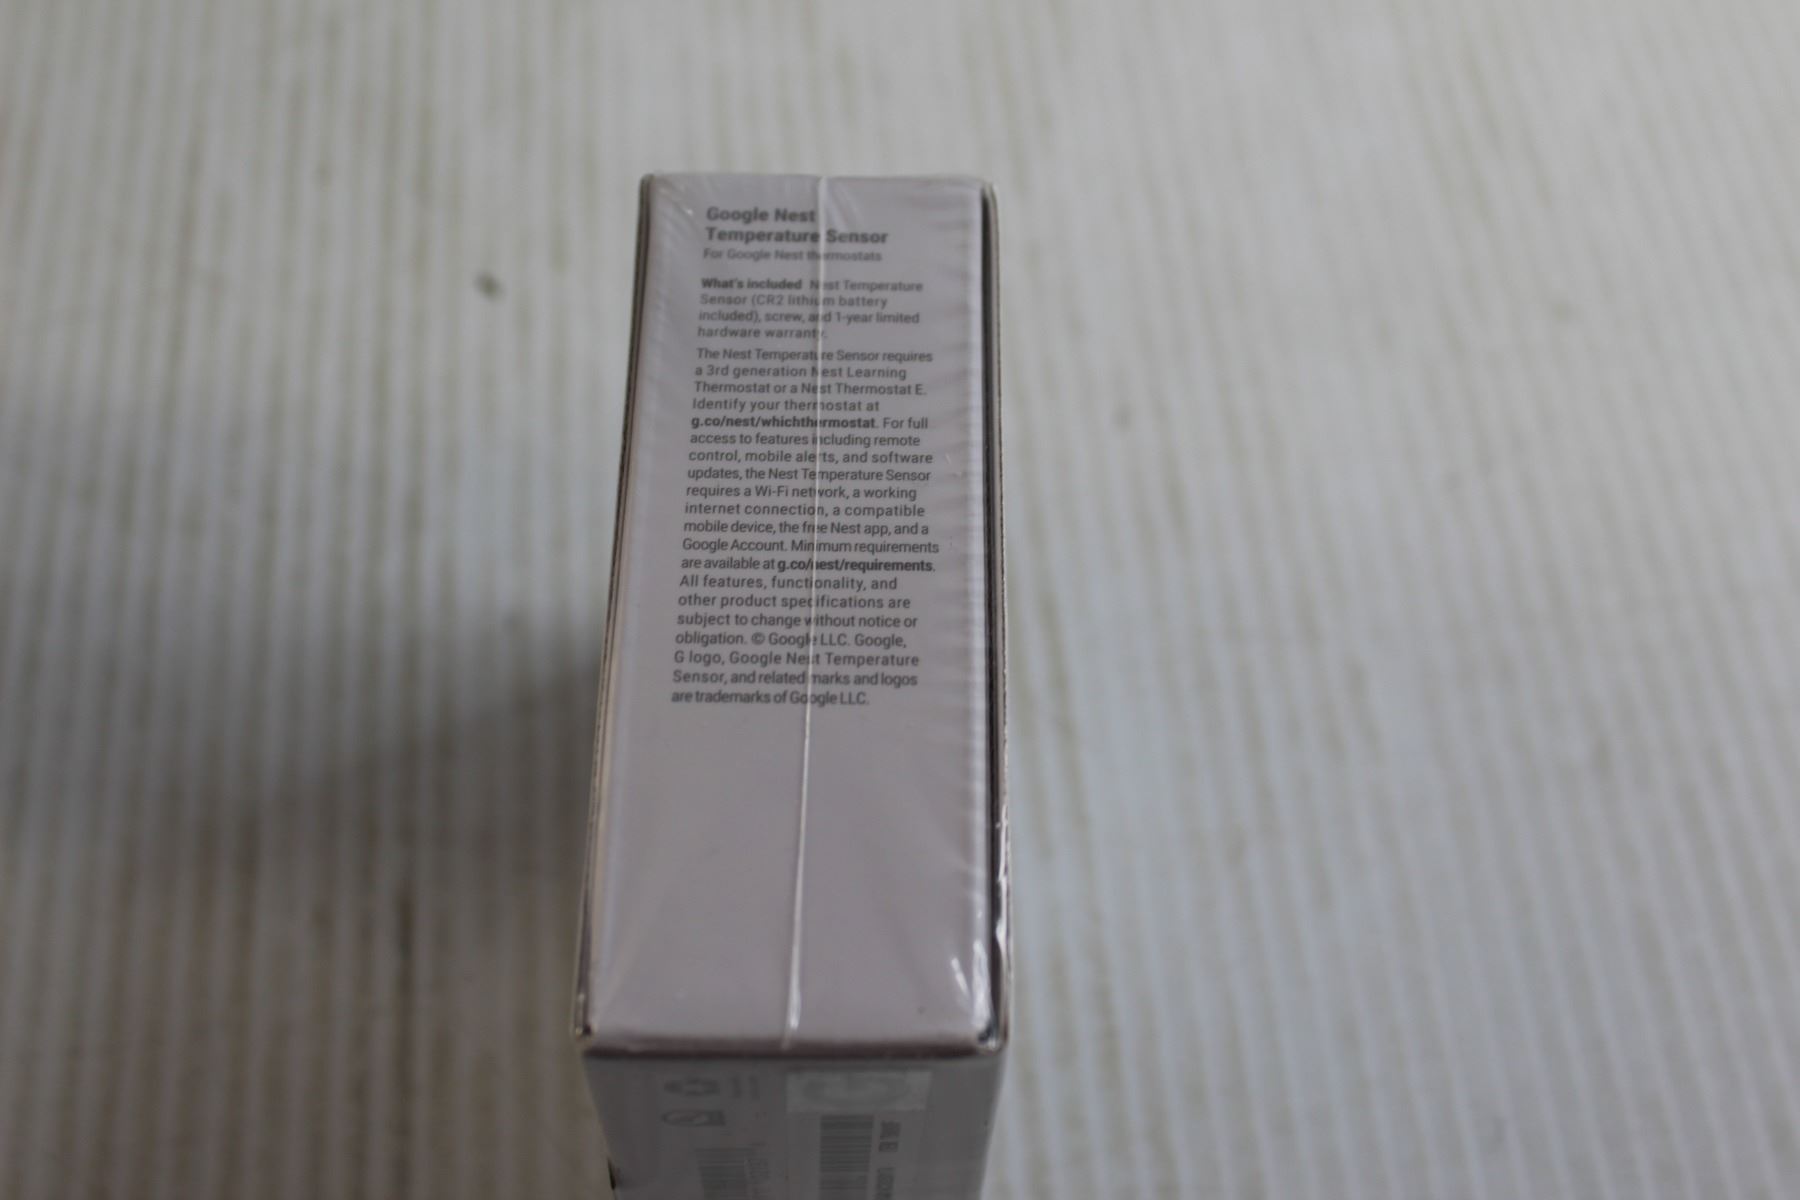 Google Nest
Temperature Sensor
For Google Nest thermostats
What's included Nest Temperature
Sensor (CR2 lithium battery
included), screw, and 1-year limited
hardware warranty.
The Nest Temperature Sensor requires
a 3rd generation Nest Learning
Thermostat or a Nest Thermostat E.
Identify your thermostat at
g.co/nest/whichthermostat. For full
access to features including remote
control, mobile alerts, and software
updates, the Nest Temperature Sensor
requires a Wi-Fi network, a working
internet connection, a compatible
mobile device, the free Nest app, and a
Google Account. Minimum requirements
are available at g.co/nest/requirements.
All features, functionality, and
other product specifications are
subject to change without notice or
obligation. © Google LLC. Google,
G logo, Google Nest Temperature
Sensor, and related marks and logos
are trademarks of Google LLC.